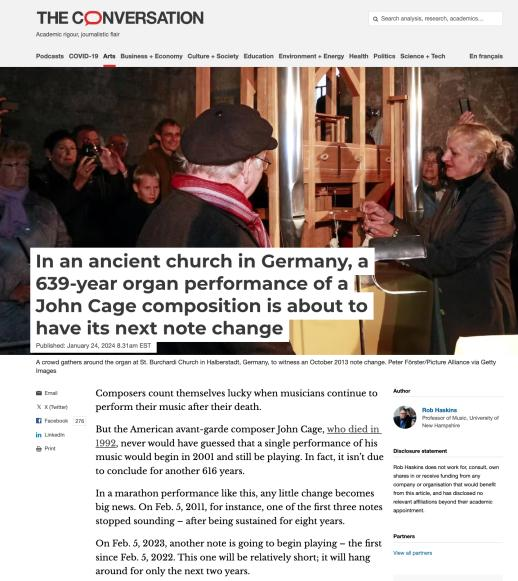 THE CONVERSATION
Academic rigour, journalistic flair
Search analysis, research, academics…
Podcasts COVID-19 Arts Business + Economy Culture + Society Education Environment + Energy Health Politics Science + Tech En français
In an ancient church in Germany, a
639-year organ performance of a
John Cage composition is about to
have its next note change
Published: January 24, 2024 8.31am EST
A crowd gathers around the organ at St. Burchardi Church in Halberstadt, Germany, to witness an October 2013 note change. Peter Förster/Picture Alliance via Getty
Images
Email
X (Twitter)
Facebook 276
LinkedIn
Print
Composers count themselves lucky when musicians continue to
perform their music after their death.
But the American avant-garde composer John Cage, who died in
1992, never would have guessed that a single performance of his
music would begin in 2001 and still be playing. In fact, it isn't due
to conclude for another 616 years.
In a marathon performance like this, any little change becomes
big news. On Feb. 5, 2011, for instance, one of the first three notes
stopped sounding – after being sustained for eight years.
On Feb. 5, 2023, another note is going to begin playing – the first
since Feb. 5, 2022. This one will be relatively short; it will hang
around for only the next two years.
Author
Rob Haskins
Professor of Music, University of
New Hampshire
Disclosure statement
Rob Haskins does not work for, consult, own
shares in or receive funding from any
company or organisation that would benefit
from this article, and has disclosed no
relevant affiliations beyond their academic
appointment.
Partners
View all partners